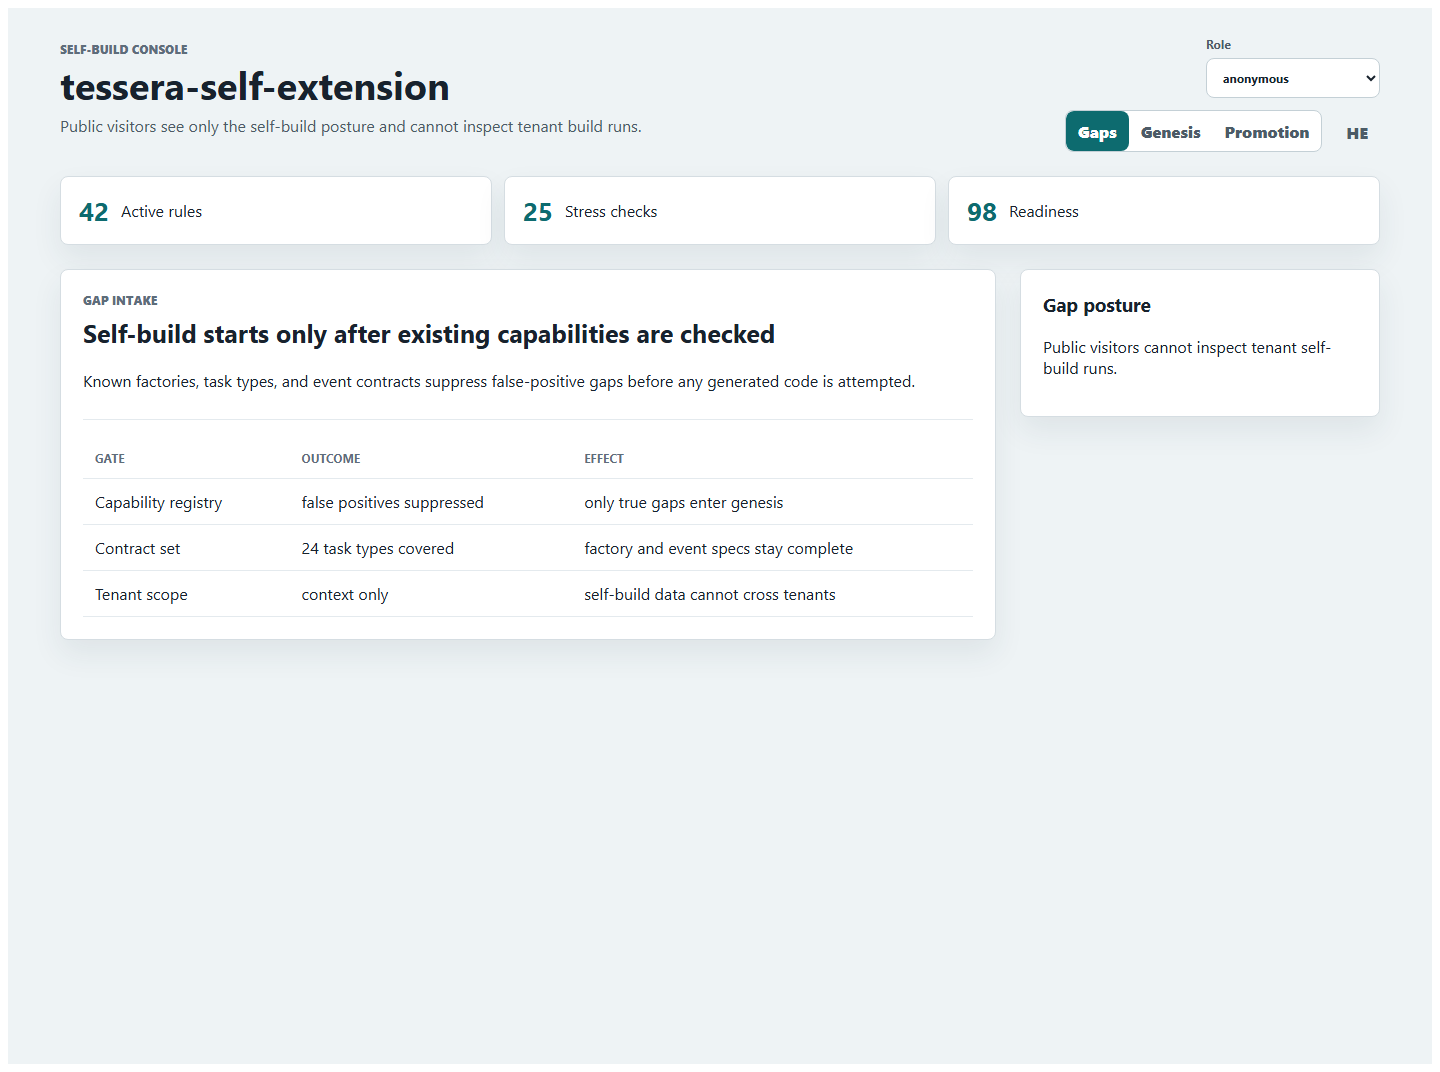 SELF-BUILD CONSOLE
tessera-self-extension
Public visitors see only the self-build posture and cannot inspect tenant build runs.
Role
anonymous
Gaps Genesis Promotion HE
42 Active rules
25 Stress checks
98 Readiness
GAP INTAKE
Self-build starts only after existing capabilities are checked
Known factories, task types, and event contracts suppress false-positive gaps before any generated code is attempted.
GATE OUTCOME EFFECT
Capability registry false positives suppressed only true gaps enter genesis
Contract set 24 task types covered factory and event specs stay complete
Tenant scope context only self-build data cannot cross tenants
Gap posture
Public visitors cannot inspect tenant self-
build runs.